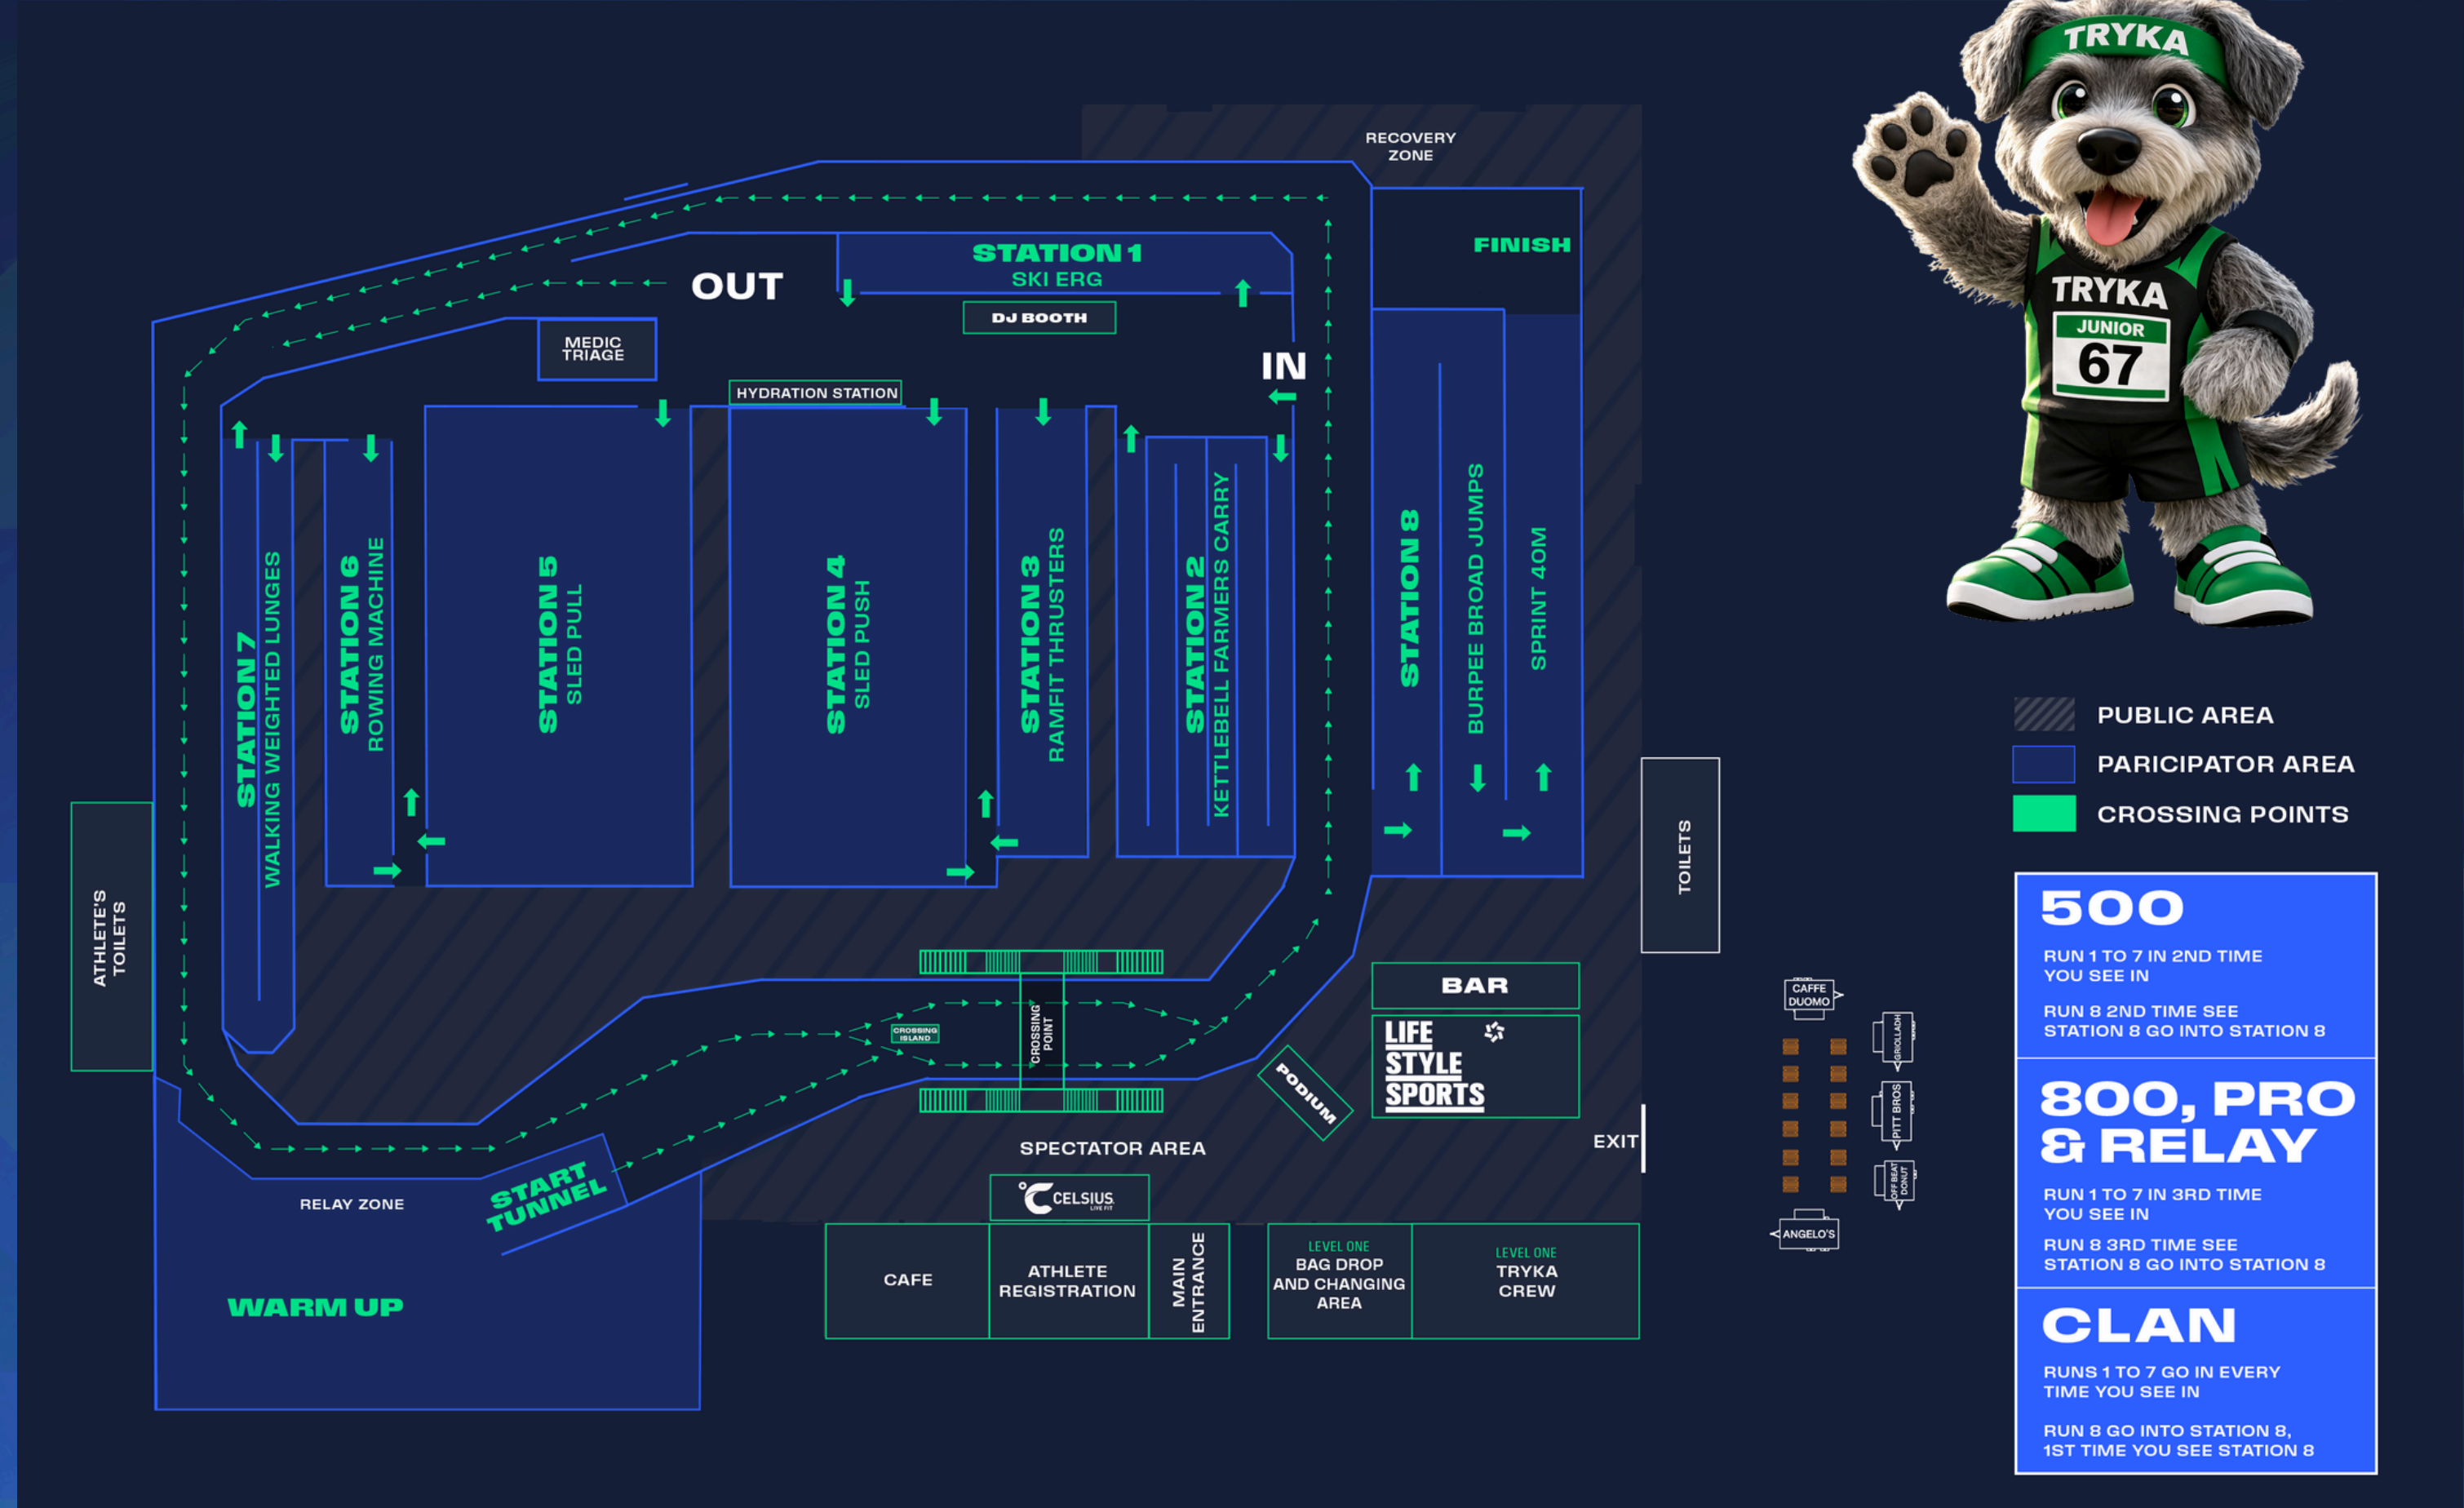 TRYKA
TRYKA
JUNIOR
67
RECOVERY
ZONE
FINISH
STATION 1
SKI ERG
OUT
DJ BOOTH
MEDIC
TRIAGE
IN
HYDRATION STATION
STATION 7
WALKING WEIGHTED LUNGES
STATION 6
ROWING MACHINE
STATION 5
SLED PULL
STATION 4
SLED PUSH
STATION 3
RAMFIT THRUSTERS
STATION 2
KETTLEBELL FARMERS CARRY
STATION 8
BURPEE BROAD JUMPS
SPRINT 40M
PUBLIC AREA
PARICIPATOR AREA
CROSSING POINTS
ATHLETE'S
TOILETS
TOILETS
CROSSING
ISLAND
CROSSING
POINT
BAR
LIFE
STYLE
SPORTS
PODIUM
EXIT
SPECTATOR AREA
START
TUNNEL
RELAY ZONE
WARM UP
CELSIUS
LIVE FIT
CAFE
ATHLETE
REGISTRATION
MAIN
ENTRANCE
LEVEL ONE
BAG DROP
AND CHANGING
AREA
LEVEL ONE
TRYKA
CREW
CAFFE
DUOMO
GRIOLLADH
PITT BROS
OFF BEAT
DONUT
ANGELO'S
500
RUN 1 TO 7 IN 2ND TIME
YOU SEE IN
RUN 8 2ND TIME SEE
STATION 8 GO INTO STATION 8
800, PRO
& RELAY
RUN 1 TO 7 IN 3RD TIME
YOU SEE IN
RUN 8 3RD TIME SEE
STATION 8 GO INTO STATION 8
CLAN
RUNS 1 TO 7 GO IN EVERY
TIME YOU SEE IN
RUN 8 GO INTO STATION 8,
1ST TIME YOU SEE STATION 8